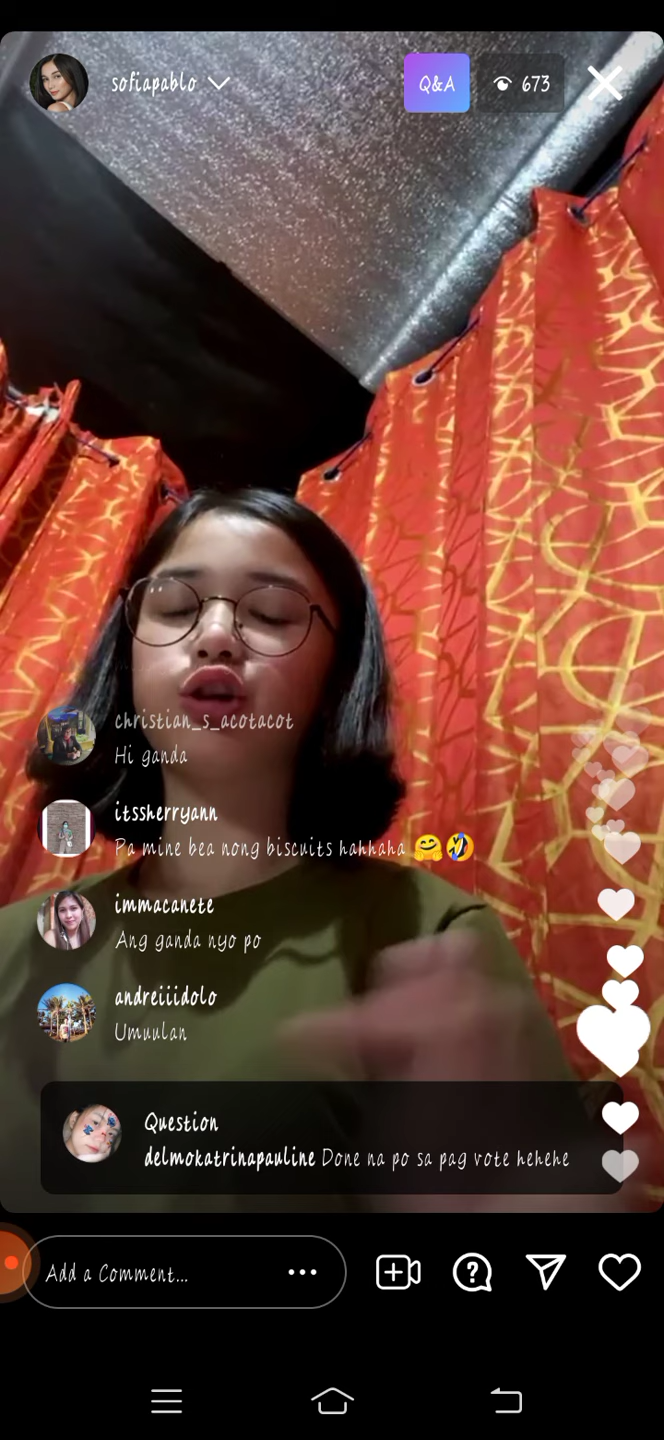 sofiapablo
Q&A
673
christian_s_acotacot
Hi ganda
itssherryann
Pa mine bea nong biscuits hahhaha 🤗🤣
immacanete
Ang ganda nyo po
andreiiidolo
Umuulan
Question
delmokatrinapauline Done na po sa pag vote hehehe
Add a Comment...